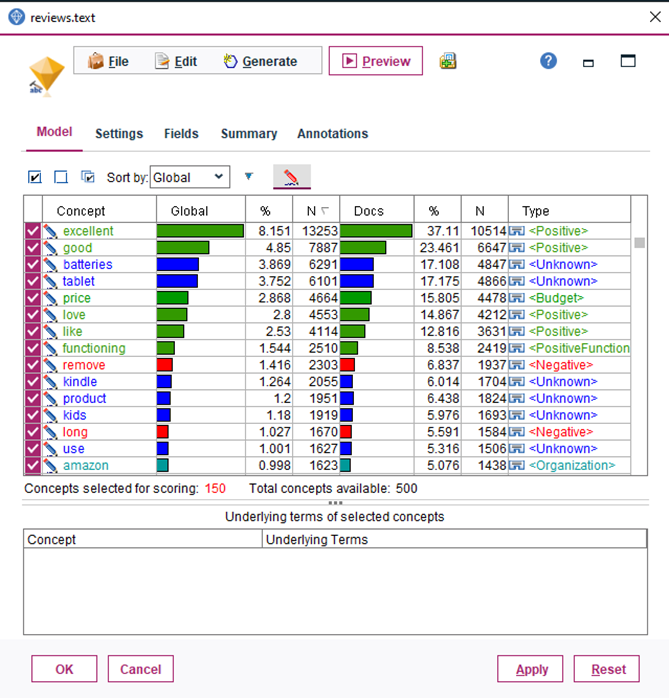 reviews.text
File Edit Generate Preview
abc
Model Settings Fields Summary Annotations
Sort by: Global
Concept Global % N Docs % N Type
excellent 8.151 13253 37.11 10514 <Positive>
good 4.85 7887 23.461 6647 <Positive>
batteries 3.869 6291 17.108 4847 <Unknown>
tablet 3.752 6101 17.175 4866 <Unknown>
price 2.868 4664 15.805 4478 <Budget>
love 2.8 4553 14.867 4212 <Positive>
like 2.53 4114 12.816 3631 <Positive>
functioning 1.544 2510 8.538 2419 <PositiveFunction
remove 1.416 2303 6.837 1937 <Negative>
kindle 1.264 2055 6.014 1704 <Unknown>
product 1.2 1951 6.438 1824 <Unknown>
kids 1.18 1919 5.976 1693 <Unknown>
long 1.027 1670 5.591 1584 <Negative>
use 1.001 1627 5.316 1506 <Unknown>
amazon 0.998 1623 5.076 1438 <Organization>
Concepts selected for scoring: 150 Total concepts available: 500
Underlying terms of selected concepts
Concept Underlying Terms
OK Cancel Apply Reset